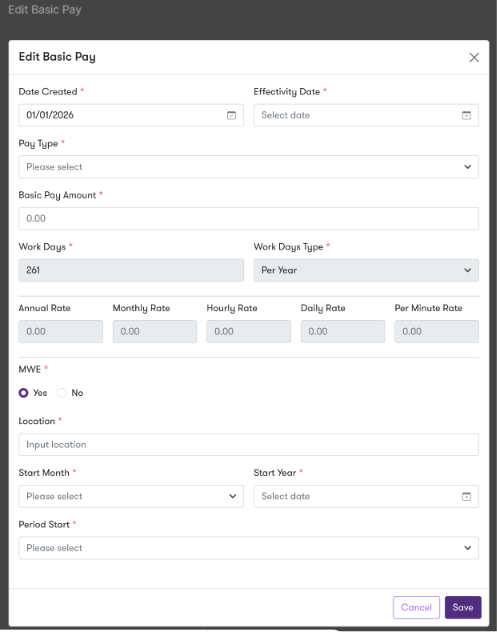 Edit Basic Pay
Edit Basic Pay
Date Created * Effectivity Date *
01/01/2026 Select date
Pay Type *
Please select
Basic Pay Amount *
0.00
Work Days * Work Days Type *
261 Per Year
Annual Rate Monthly Rate Hourly Rate Daily Rate Per Minute Rate
0.00 0.00 0.00 0.00 0.00
MWE *
Yes No
Location *
Input location
Start Month * Start Year *
Please select Select date
Period Start *
Please select
Cancel Save